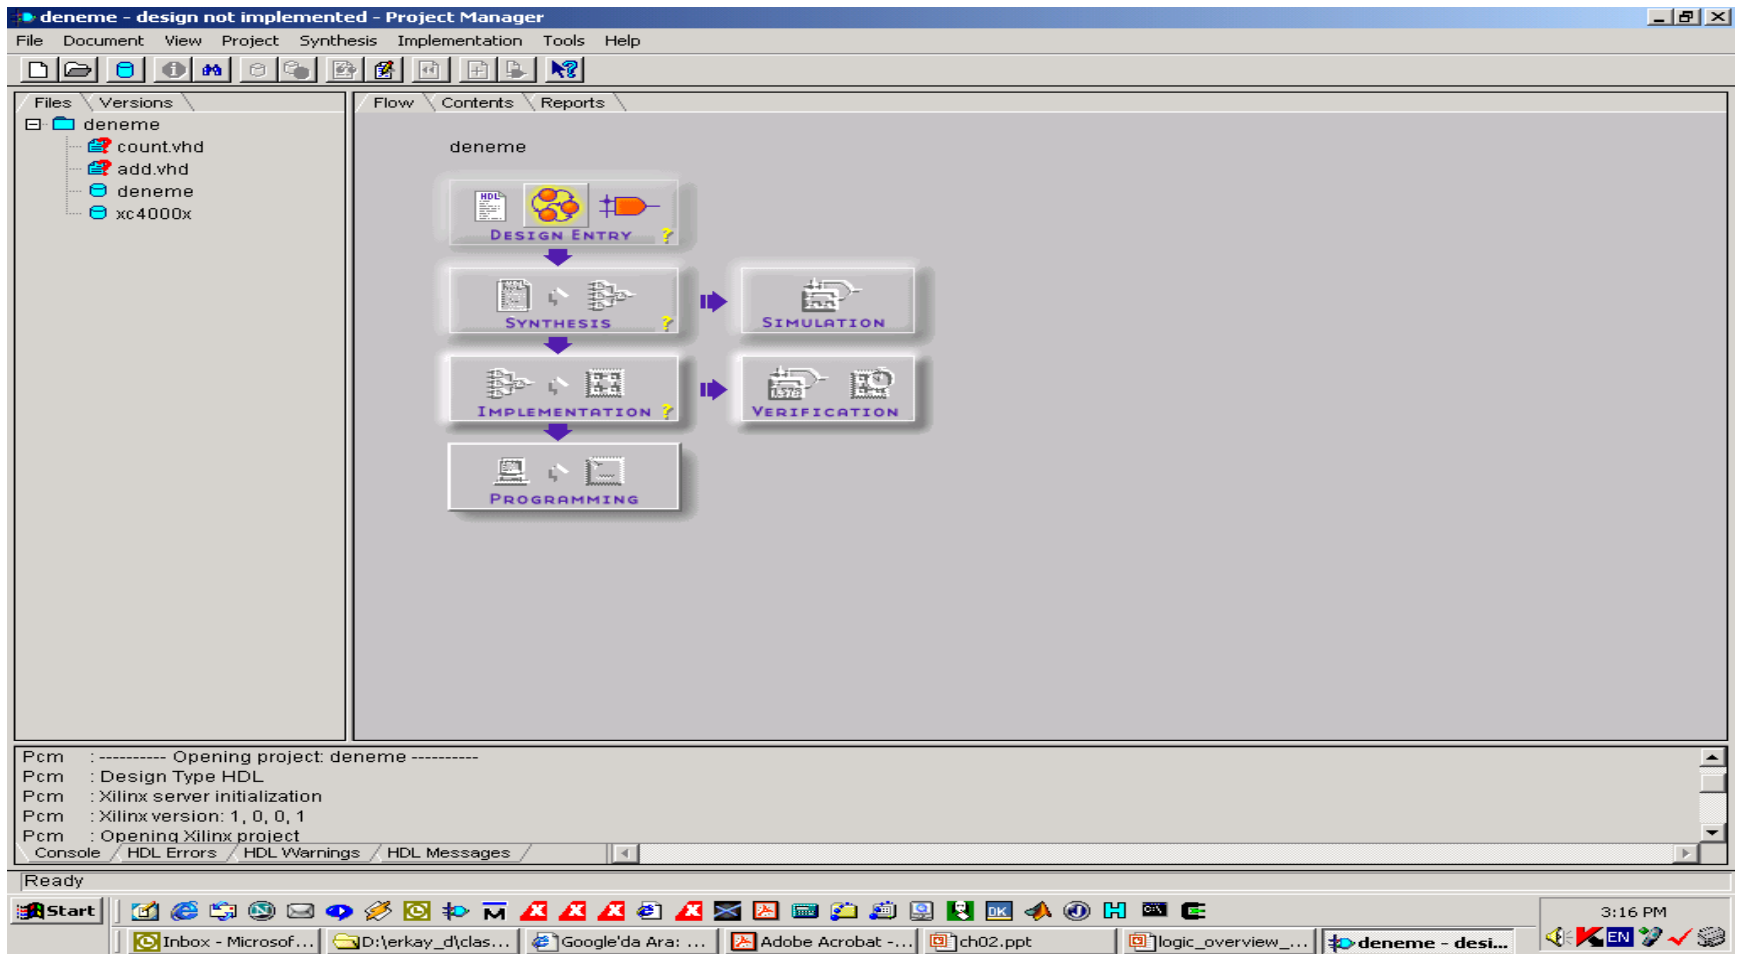 deneme - design not implemented - Project Manager
File Document View Project Synthesis Implementation Tools Help
Files Versions
Flow Contents Reports
deneme
count.vhd
add.vhd
deneme
xc4000x
deneme
HDL
DESIGN ENTRY ?
SYNTHESIS ?
SIMULATION
IMPLEMENTATION ?
VERIFICATION
PROGRAMMING
Pcm : ---------- Opening project: deneme ----------
Pcm : Design Type HDL
Pcm : Xilinx server initialization
Pcm : Xilinx version: 1, 0, 0, 1
Pcm : Opening Xilinx project
Console HDL Errors HDL Warnings HDL Messages
Ready
Start
DK
3:16 PM
Inbox - Microsof... D:\erkay_d\clas... Google'da Ara: ... Adobe Acrobat -... ch02.ppt logic_overview_... deneme - desi...
EN